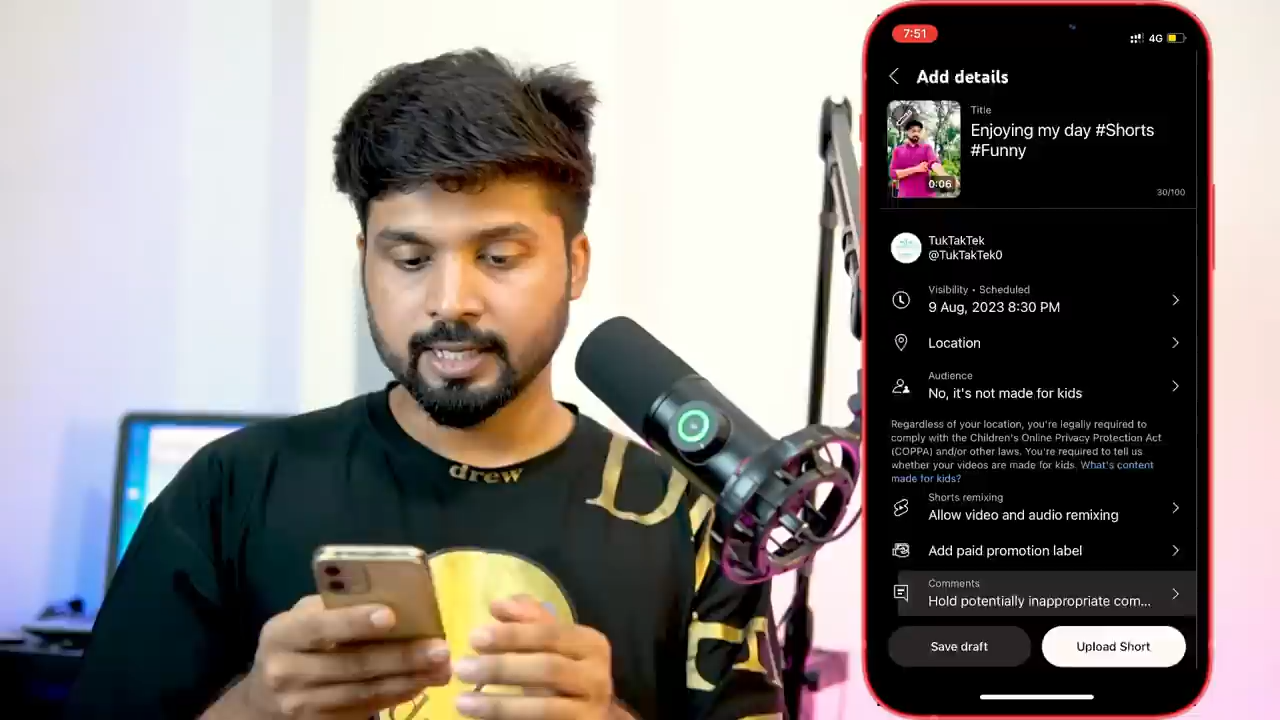 7:51
4G
Add details
Title
Enjoying my day #Shorts
#Funny
0:06
30/100
TukTakTek
@TukTakTek0
Visibility • Scheduled
9 Aug, 2023 8:30 PM
Location
Audience
No, it's not made for kids
Regardless of your location, you're legally required to
comply with the Children's Online Privacy Protection Act
(COPPA) and/or other laws. You're required to tell us
whether your videos are made for kids. What's content
made for kids?
Shorts remixing
Allow video and audio remixing
Add paid promotion label
Comments
Hold potentially inappropriate com...
Save draft
Upload Short
drew